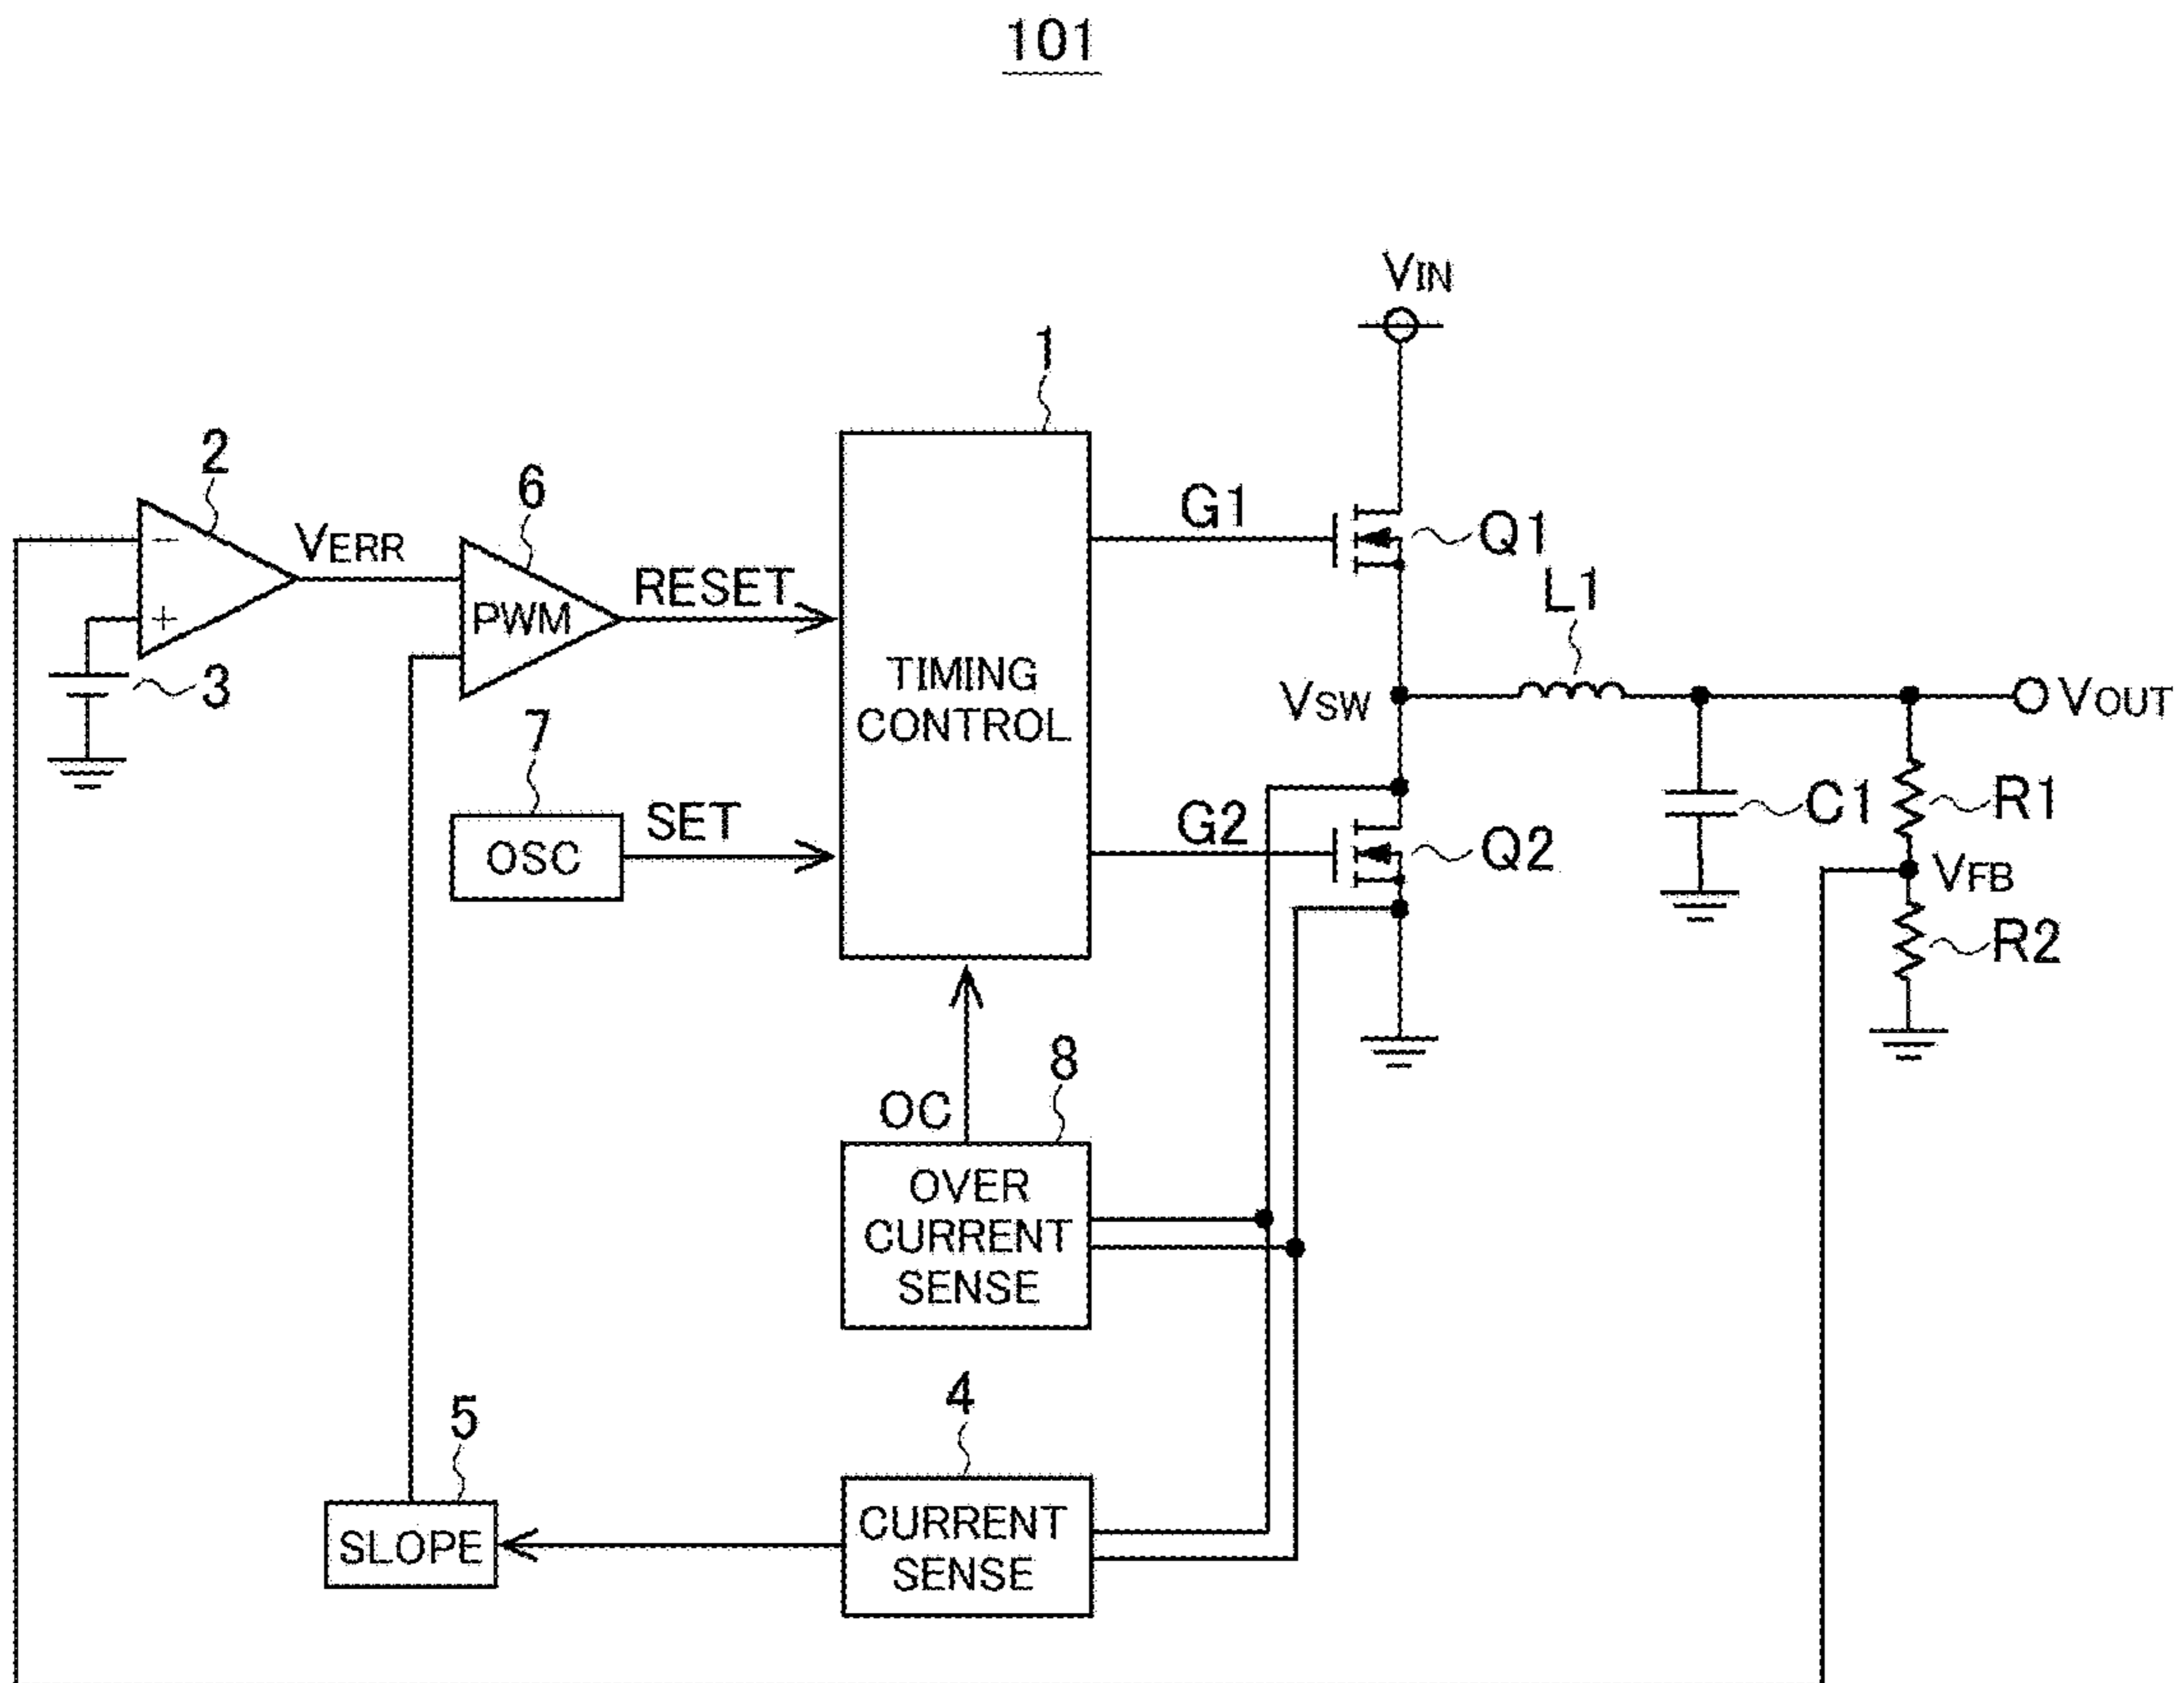 101
VIN
1
2
6
VERR
G1
Q1
RESET
L1
PWM
−
+
3
TIMING
CONTROL
VSW
VOUT
7
SET
G2
C1
R1
OSC
Q2
VFB
R2
8
OC
OVER
CURRENT
SENSE
4
5
CURRENT
SENSE
SLOPE